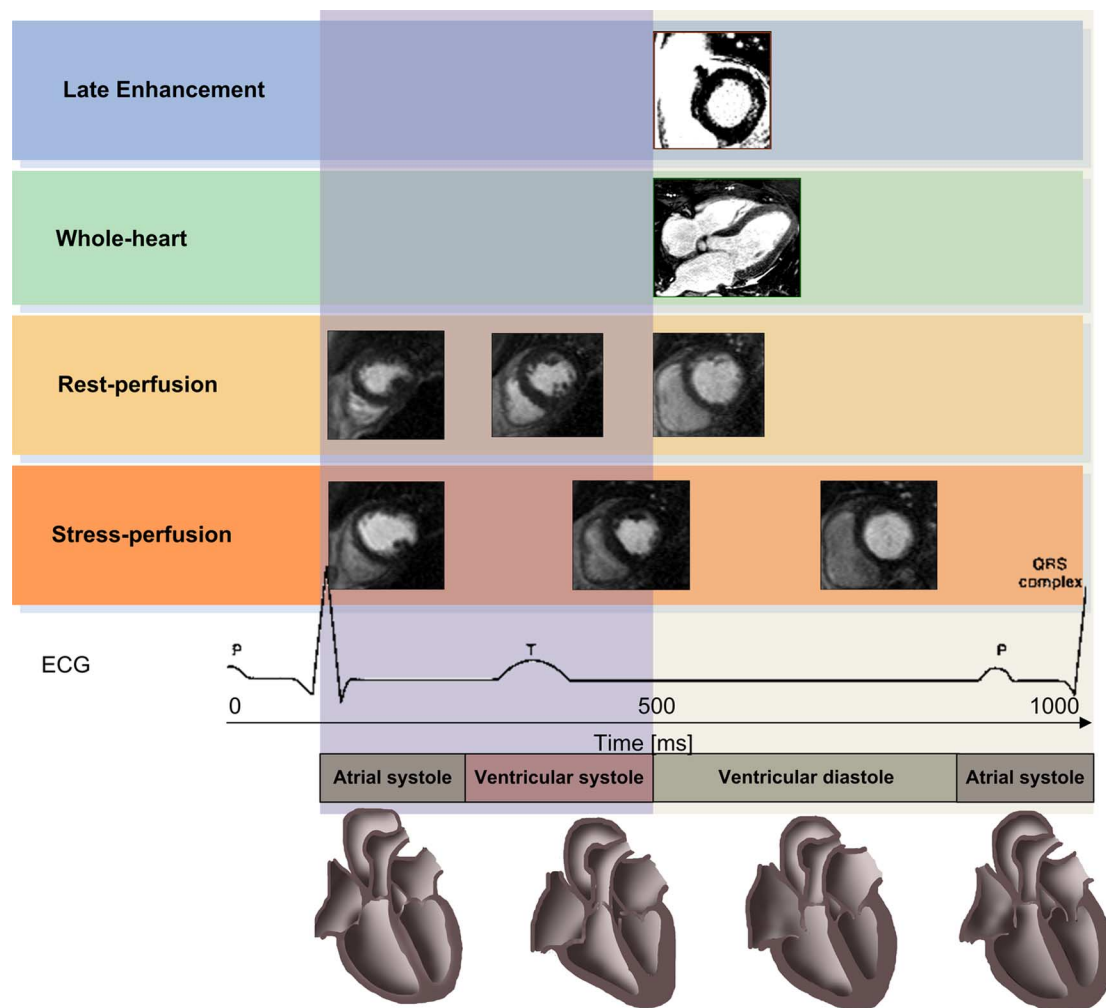 Late Enhancement
Whole-heart
Rest-perfusion
Stress-perfusion
QRS
complex
ECG
P
T
P
0
500
1000
Time [ms]
Atrial systole
Ventricular systole
Ventricular diastole
Atrial systole